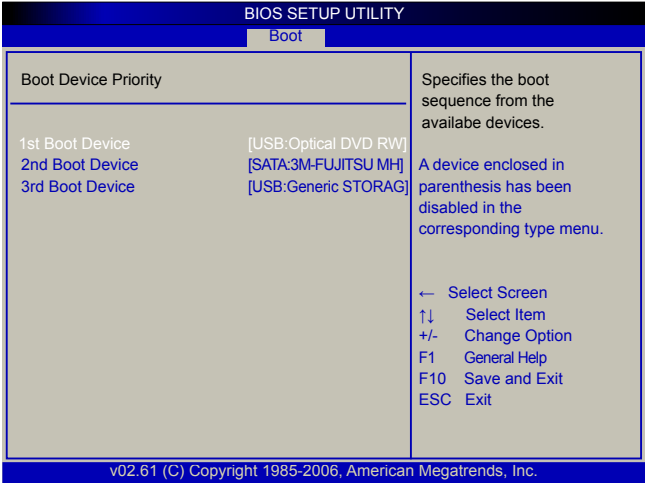 BIOS SETUP UTILITY
Boot
Boot Device Priority
1st Boot Device [USB:Optical DVD RW]
2nd Boot Device [SATA:3M-FUJITSU MH]
3rd Boot Device [USB:Generic STORAG]
Specifies the boot
sequence from the
availabe devices.
A device enclosed in
parenthesis has been
disabled in the
corresponding type menu.
← Select Screen
↑↓ Select Item
+/- Change Option
F1 General Help
F10 Save and Exit
ESC Exit
v02.61 (C) Copyright 1985-2006, American Megatrends, Inc.